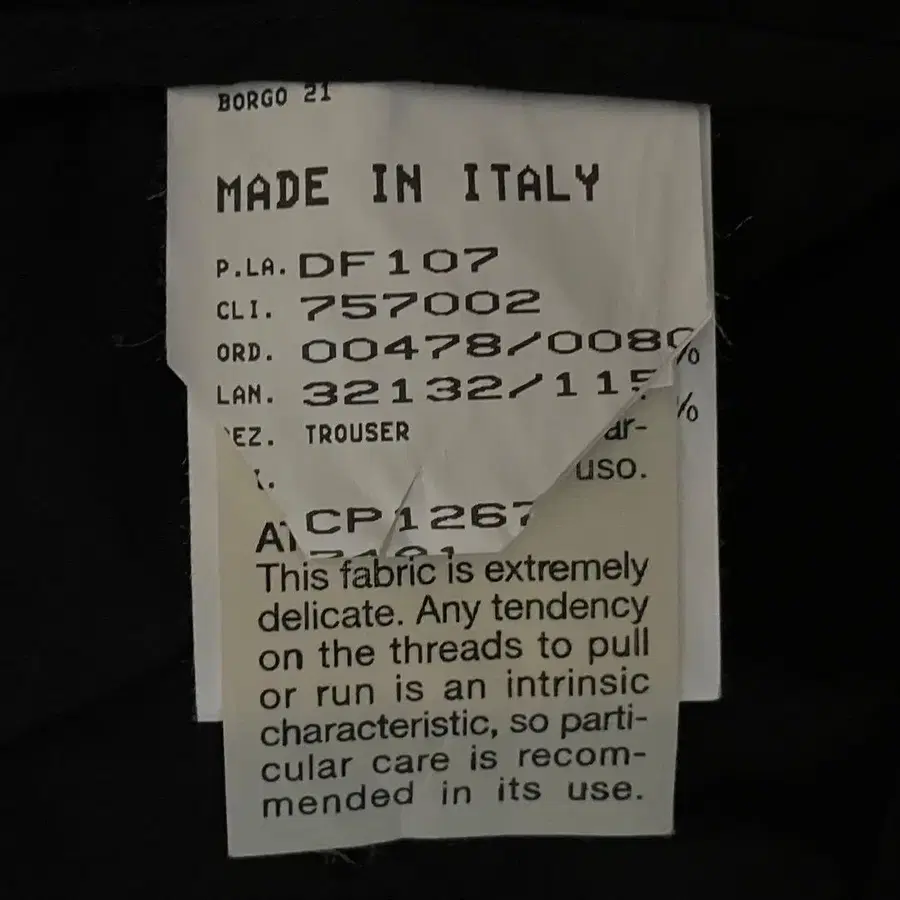 BORGO 21
MADE IN ITALY
P.LA. DF107
CLI. 757002
ORD. 00478/0080
%
LAN. 32132/115
%
EZ. TROUSER
ar-
uso.
CP1267
This fabric is extremely
delicate. Any tendency
on the threads to pull
or run is an intrinsic
characteristic, so parti-
cular care is recom-
mended in its use.